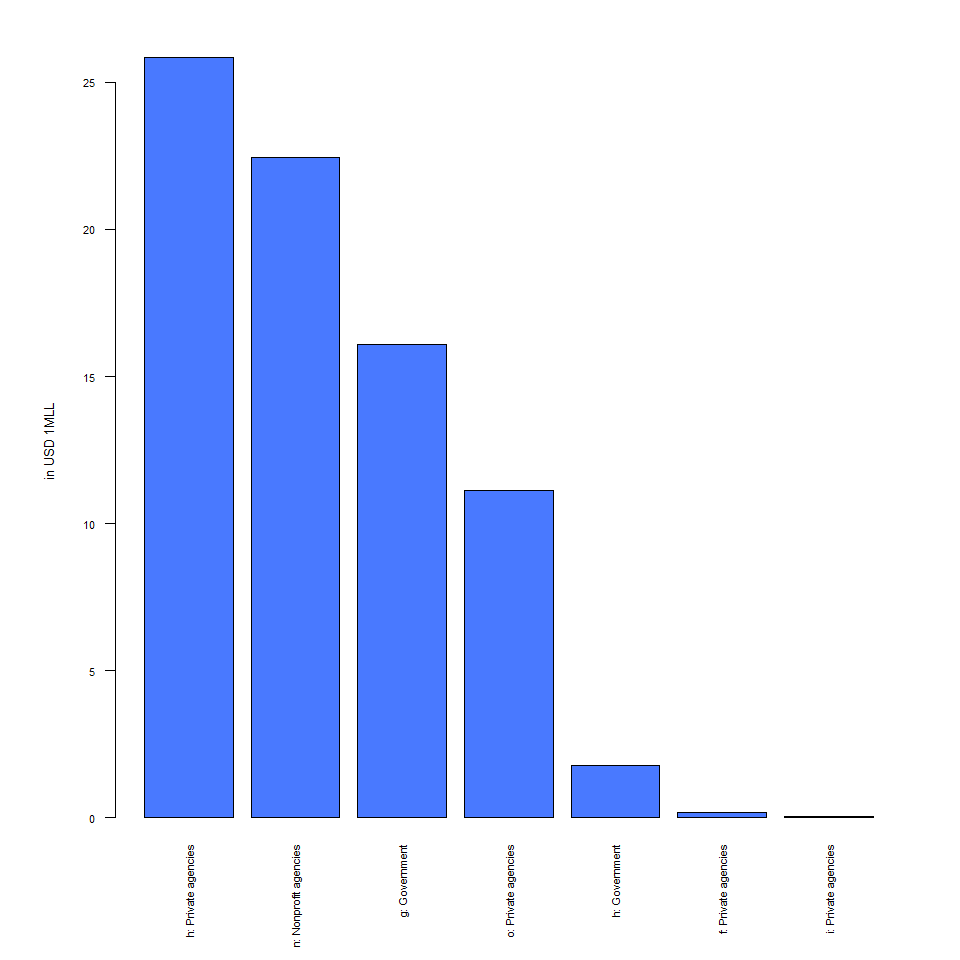 25
20
15
10
5
0
in USD 1MLL
h: Private agencies
n: Nonprofit agencies
g: Government
o: Private agencies
h: Government
f: Private agencies
i: Private agencies